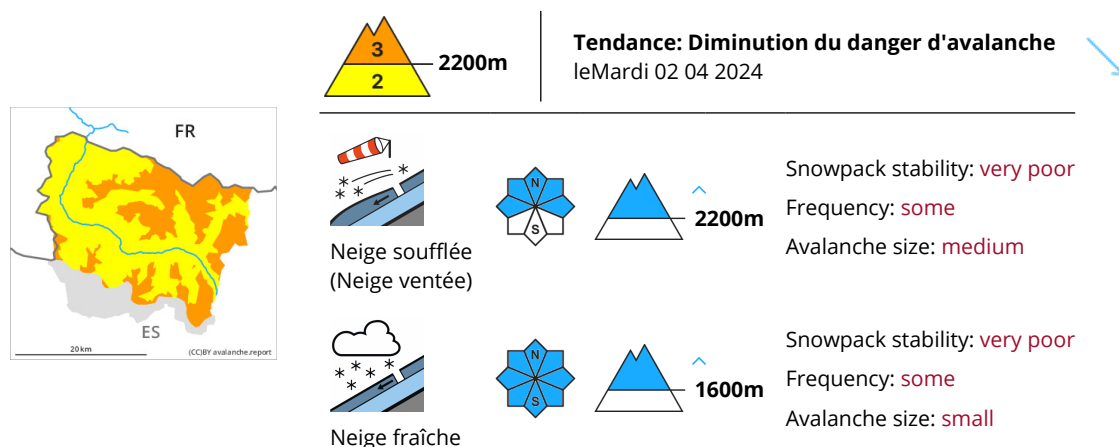 3
2
2200m
Tendance: Diminution du danger d'avalanche
leMardi 02 04 2024
FR
ES
20 km
(CC)BY avalanche.report
N
S
2200m
Neige soufflée
(Neige ventée)
Snowpack stability: very poor
Frequency: some
Avalanche size: medium
N
S
1600m
Neige fraîche
Snowpack stability: very poor
Frequency: some
Avalanche size: small